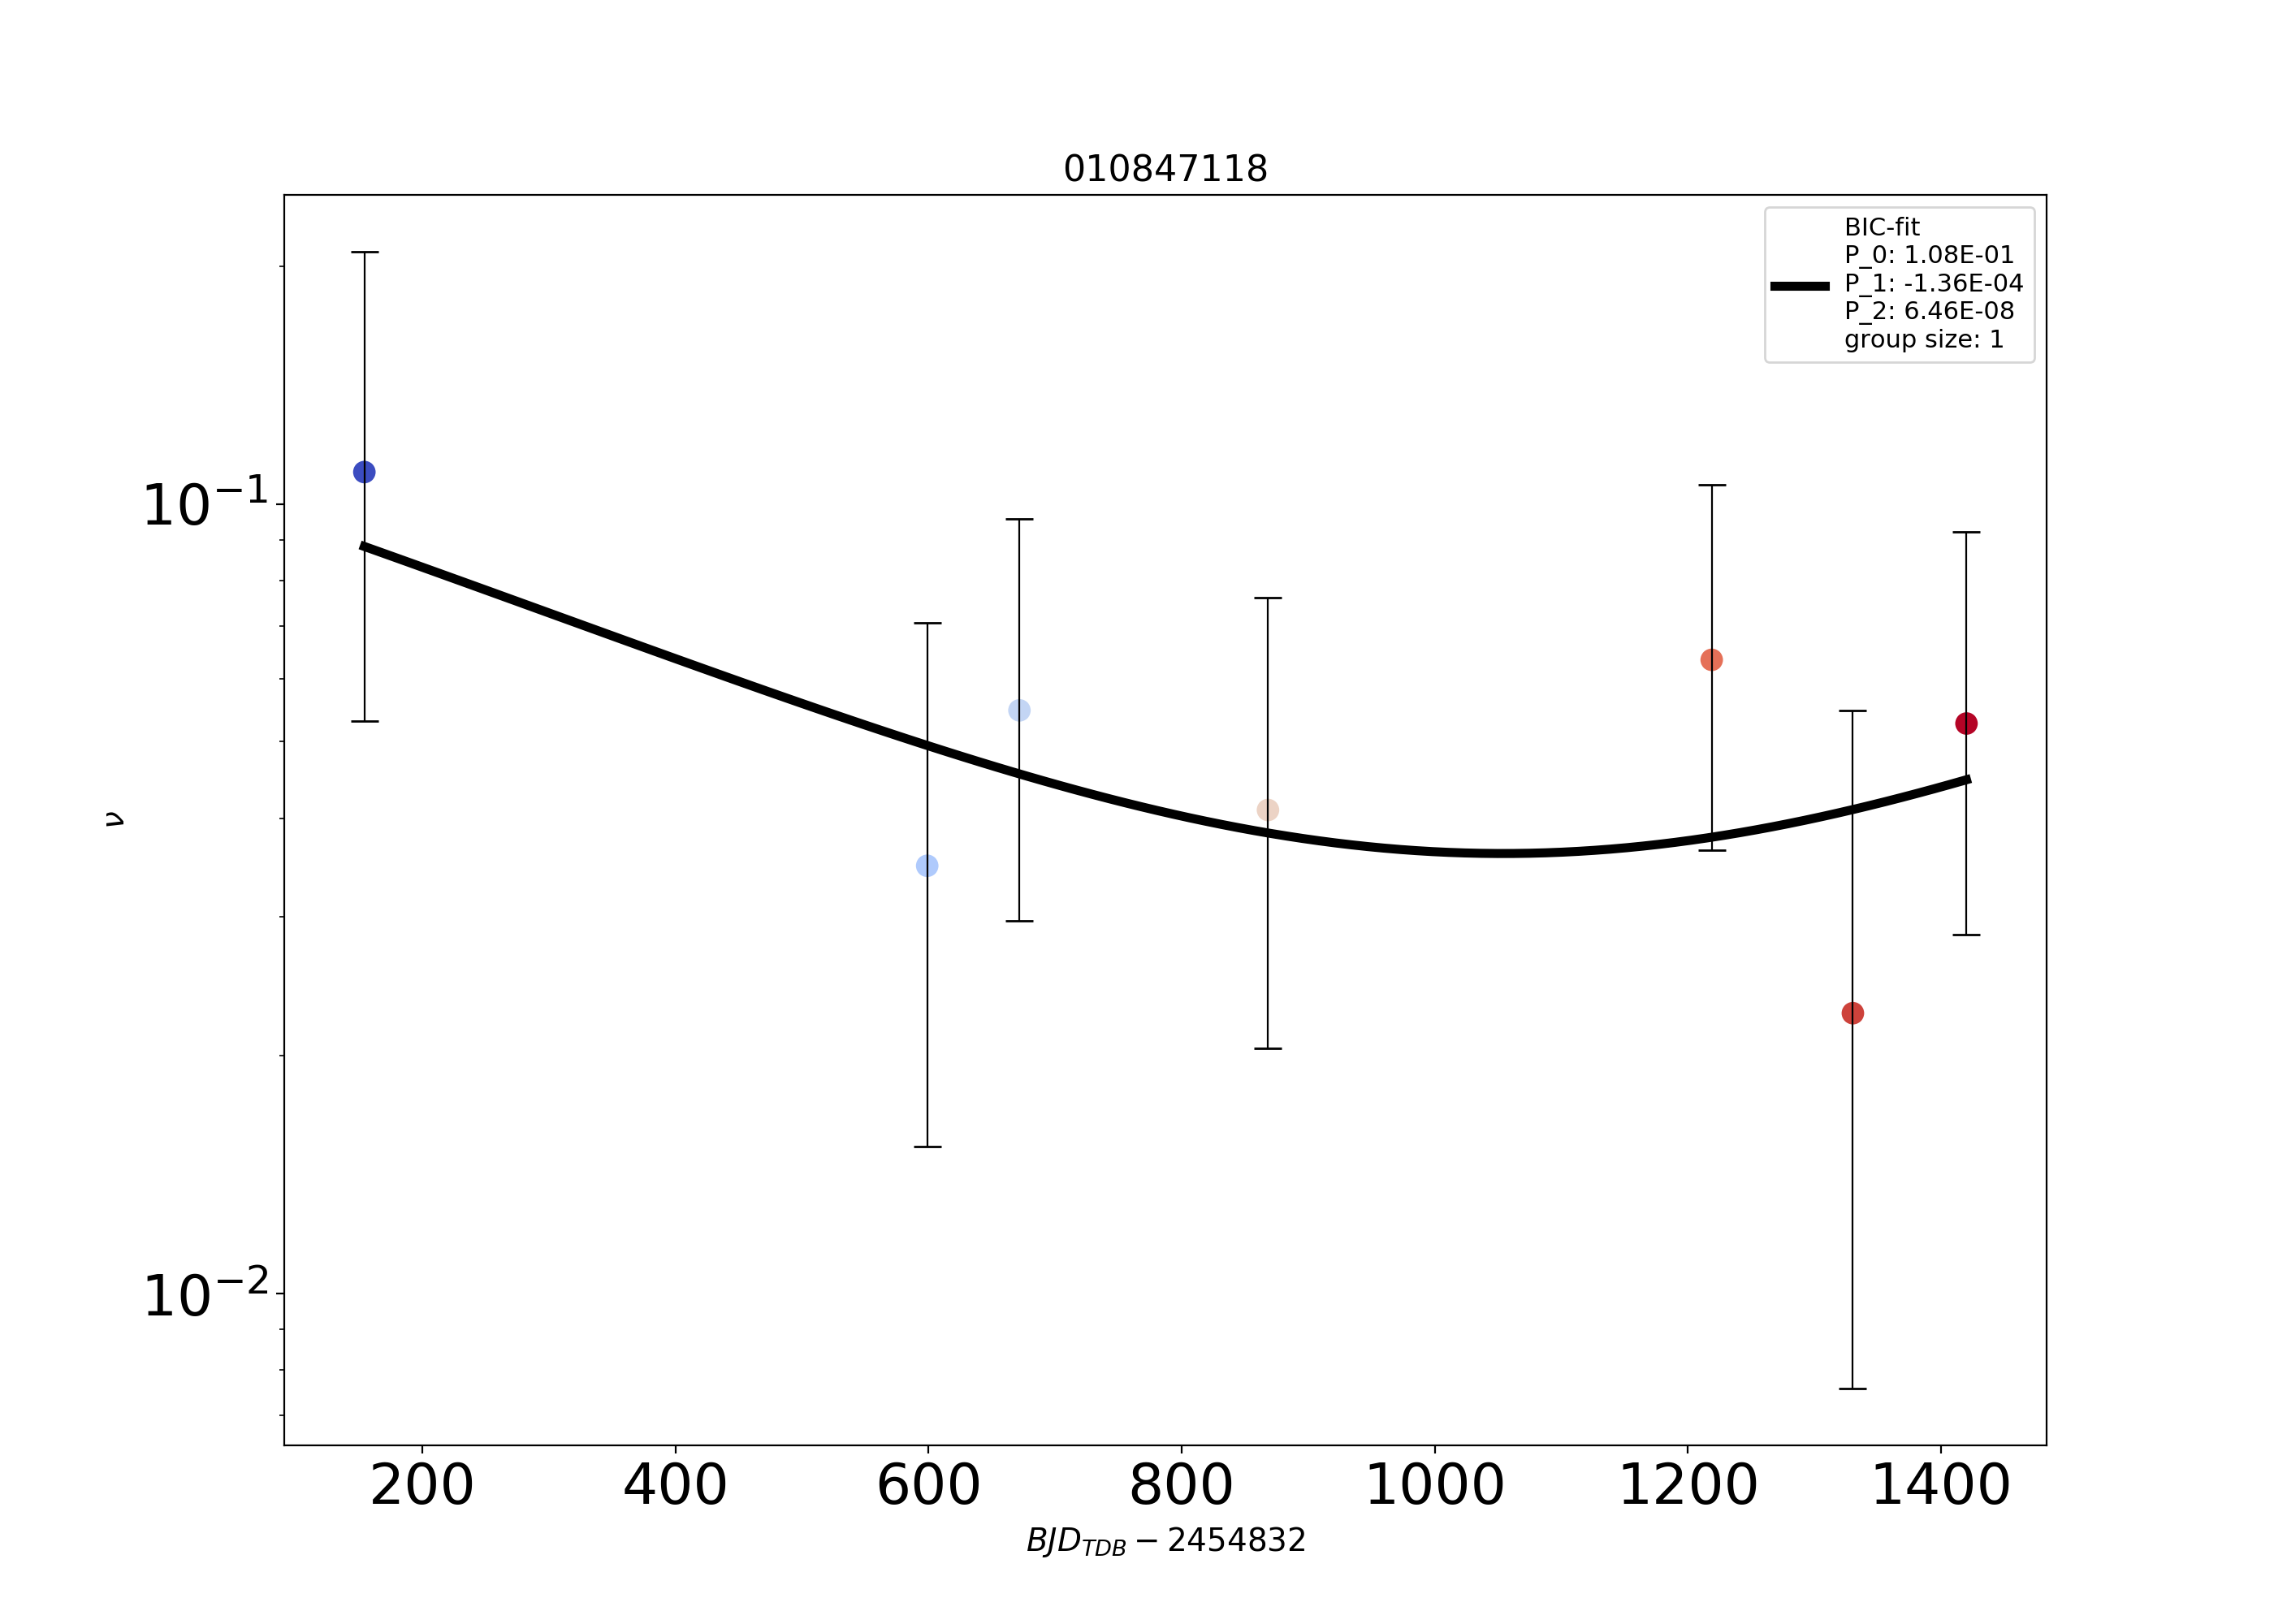 010847118
BIC-fit
P_0: 1.08E-01
P_1: -1.36E-04
P_2: 6.46E-08
group size: 1
10⁻¹
ν
10⁻²
200 400 600 800 1000 1200 1400
BJD_TDB − 2454832